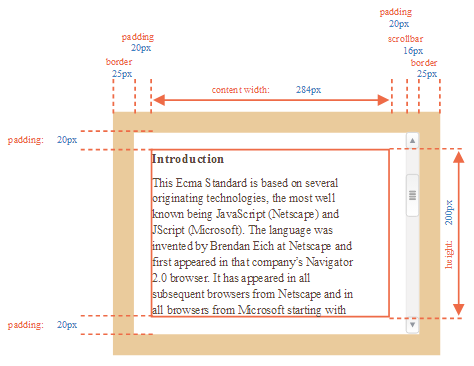 padding
20px
padding
20px
scrollbar
16px
border
25px
border
25px
content width: 284px
padding: 20px
Introduction
This Ecma Standard is based on several
originating technologies, the most well
known being JavaScript (Netscape) and
JScript (Microsoft). The language was
invented by Brendan Eich at Netscape and
first appeared in that company's Navigator
2.0 browser. It has appeared in all
subsequent browsers from Netscape and in
all browsers from Microsoft starting with
height: 200px
padding: 20px